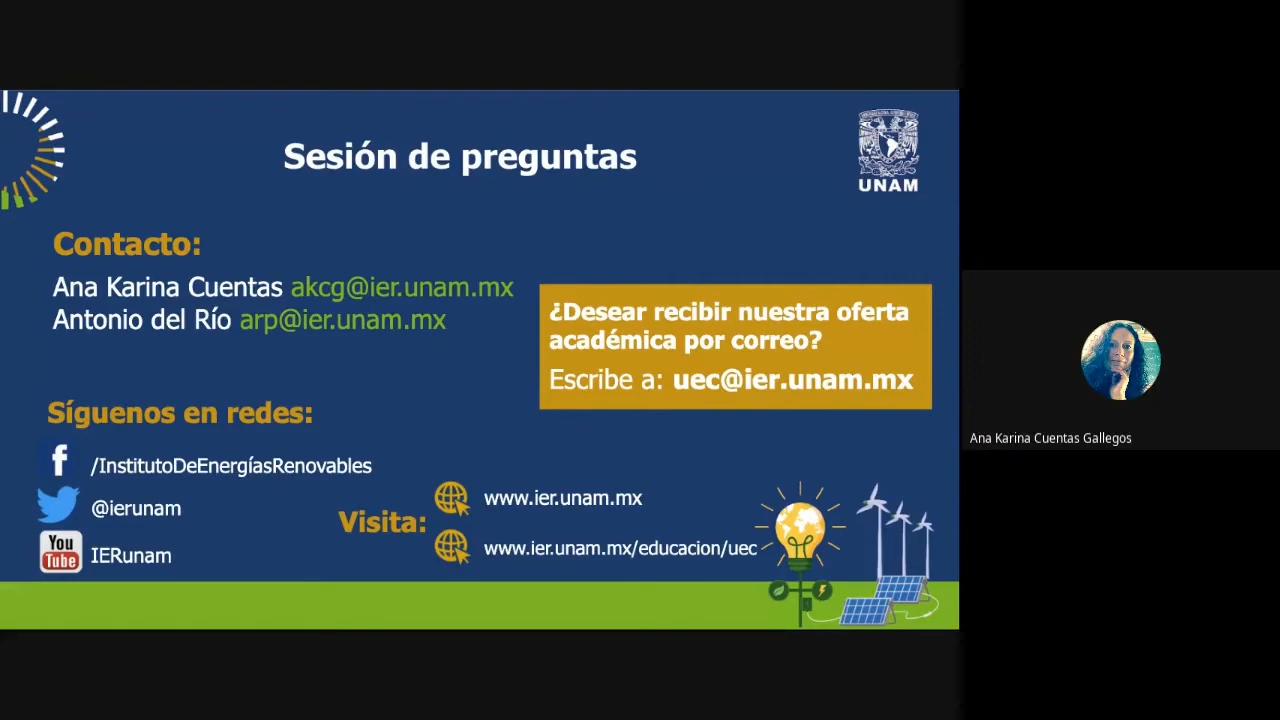 Sesión de preguntas
UNAM
Contacto:
Ana Karina Cuentas akcg@ier.unam.mx
Antonio del Río arp@ier.unam.mx
¿Desear recibir nuestra oferta
académica por correo?
Escribe a: uec@ier.unam.mx
Síguenos en redes:
f /InstitutoDeEnergíasRenovables
@ierunam
You
Tube
IERunam
Visita:
www.ier.unam.mx
www.ier.unam.mx/educacion/uec
Ana Karina Cuentas Gallegos